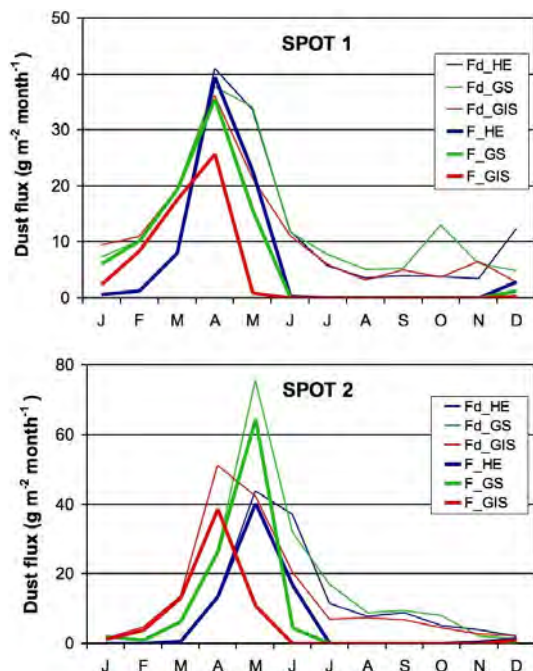 SPOT 1
Dust flux (g m-2 month-1)
50
40
30
20
10
0
Fd_HE
Fd_GS
Fd_GIS
F_HE
F_GS
F_GIS
J F M A M J J A S O N D
SPOT 2
Dust flux (g m-2 month-1)
80
60
40
20
0
Fd_HE
Fd_GS
Fd_GIS
F_HE
F_GS
F_GIS
J F M A M J J A S O N D